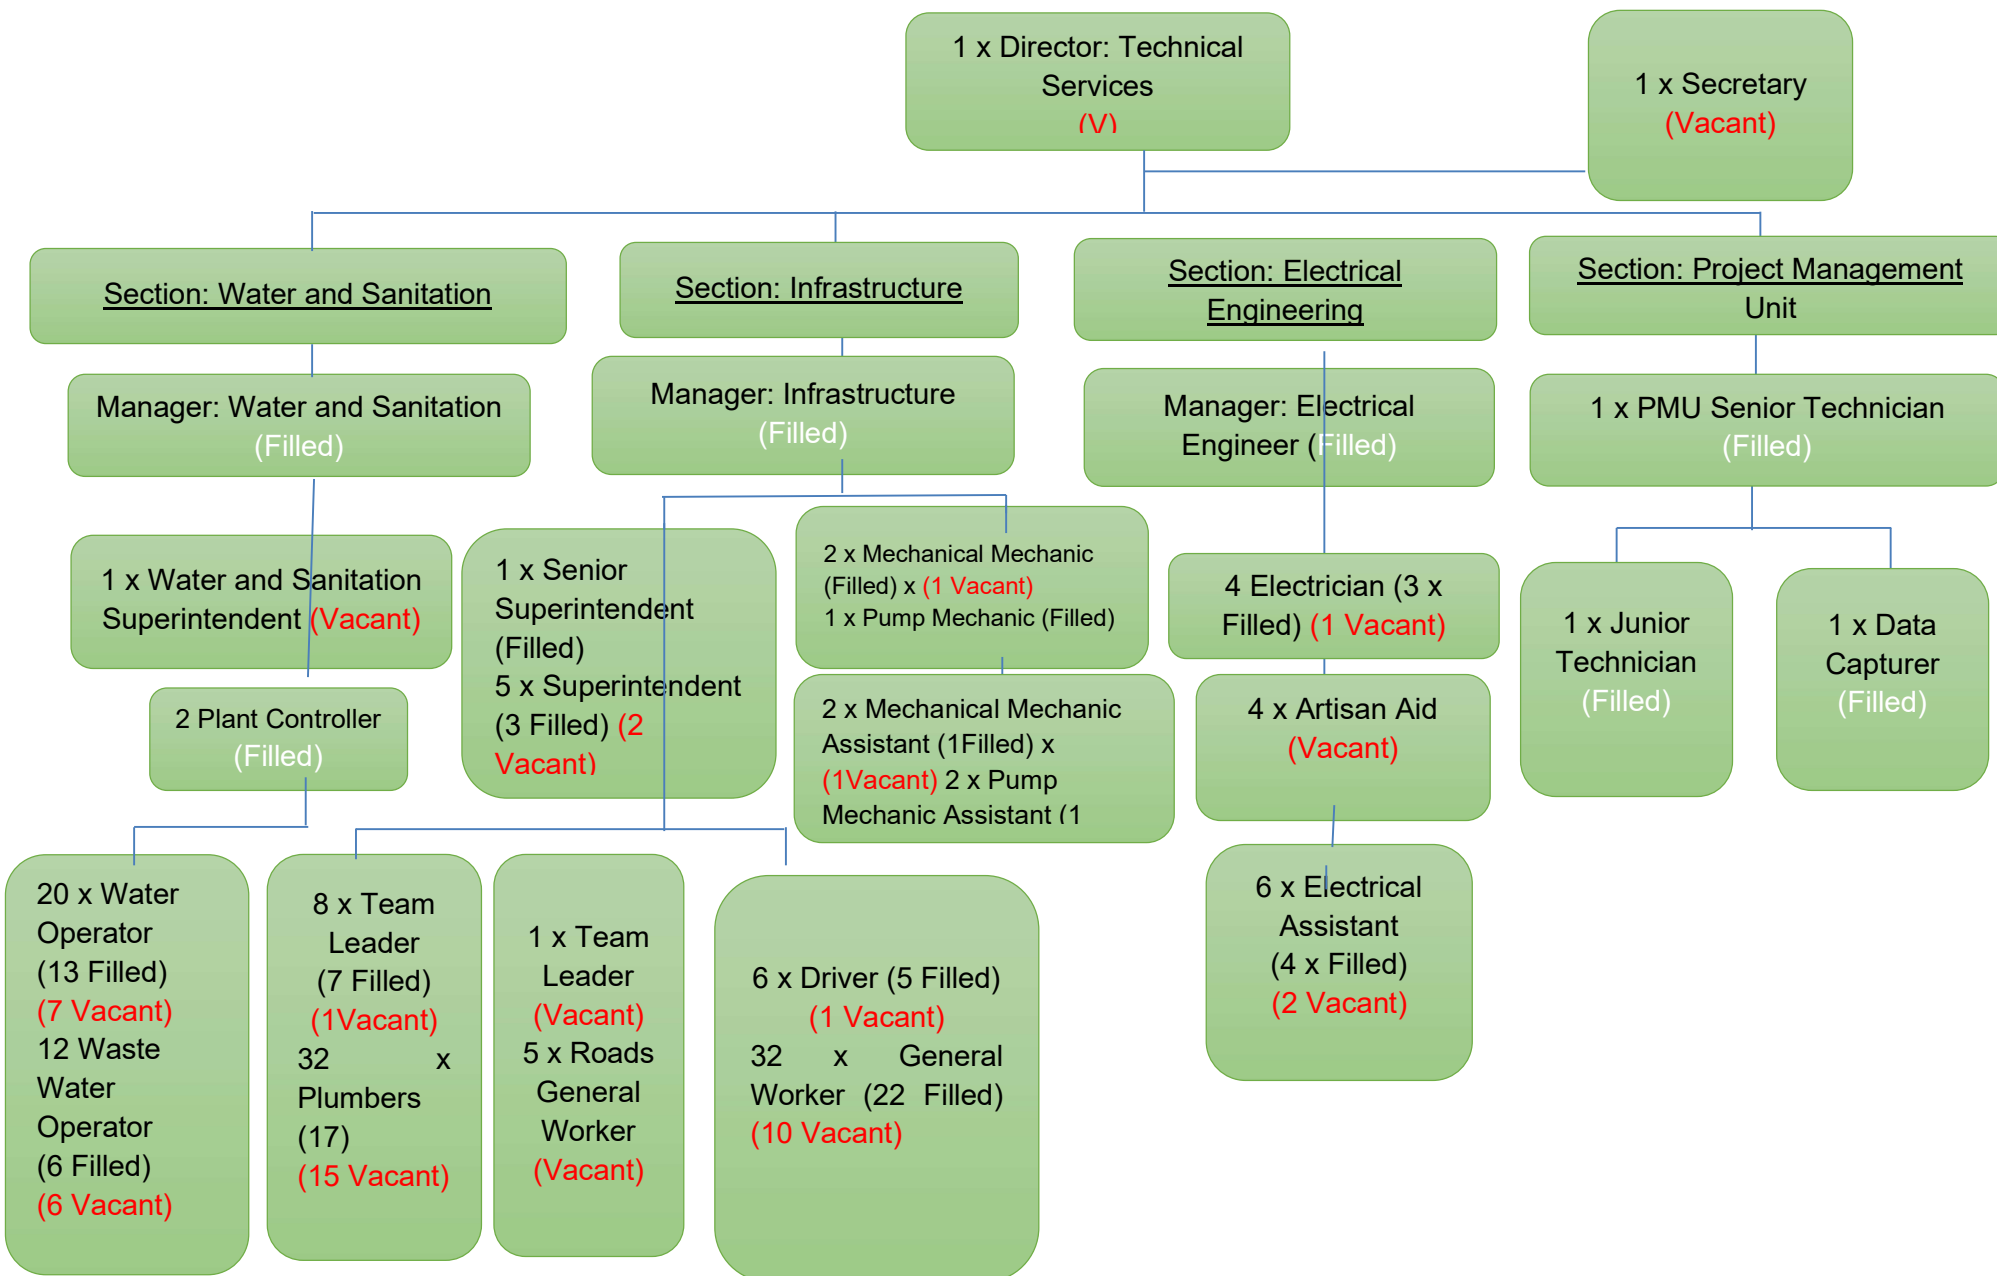 1 x Director: Technical
Services
(V)
1 x Secretary
(Vacant)
Section: Water and Sanitation
Section: Infrastructure
Section: Electrical
Engineering
Section: Project Management
Unit
Manager: Water and Sanitation
(Filled)
Manager: Infrastructure
(Filled)
Manager: Electrical
Engineer (Filled)
1 x PMU Senior Technician
(Filled)
1 x Water and Sanitation
Superintendent (Vacant)
1 x Senior
Superintendent
(Filled)
5 x Superintendent
(3 Filled) (2
Vacant)
2 x Mechanical Mechanic
(Filled) x (1 Vacant)
1 x Pump Mechanic (Filled)
4 Electrician (3 x
Filled) (1 Vacant)
1 x Junior
Technician
(Filled)
1 x Data
Capturer
(Filled)
2 Plant Controller
(Filled)
2 x Mechanical Mechanic
Assistant (1Filled) x
(1Vacant) 2 x Pump
Mechanic Assistant (1
4 x Artisan Aid
(Vacant)
20 x Water
Operator
(13 Filled)
(7 Vacant)
12 Waste
Water
Operator
(6 Filled)
(6 Vacant)
8 x Team
Leader
(7 Filled)
(1Vacant)
32 x
Plumbers
(17)
(15 Vacant)
1 x Team
Leader
(Vacant)
5 x Roads
General
Worker
(Vacant)
6 x Driver (5 Filled)
(1 Vacant)
32 x General
Worker (22 Filled)
(10 Vacant)
6 x Electrical
Assistant
(4 x Filled)
(2 Vacant)